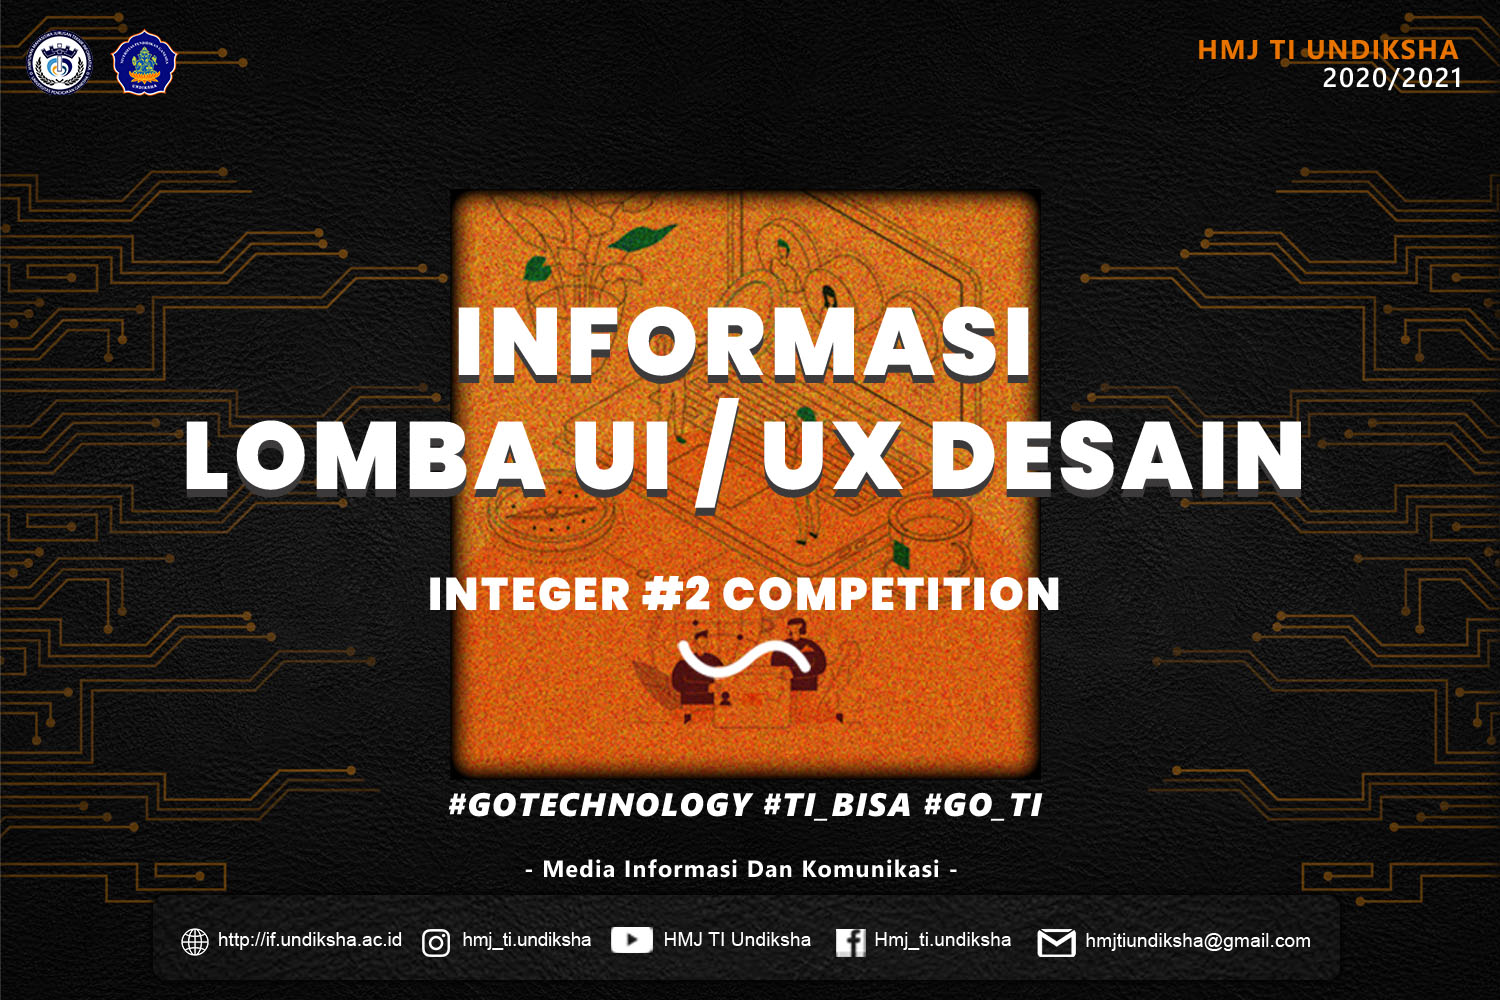 HMJ TI UNDIKSHA
2020/2021
INFORMASI
LOMBA UI / UX DESAIN
INTEGER #2 COMPETITION
#GOTECHNOLOGY #TI_BISA #GO_TI
- Media Informasi Dan Komunikasi -
http://if.undiksha.ac.id
hmj_ti.undiksha
HMJ TI Undiksha
Hmj_ti.undiksha
hmjtiundiksha@gmail.com
UNDIKSHA